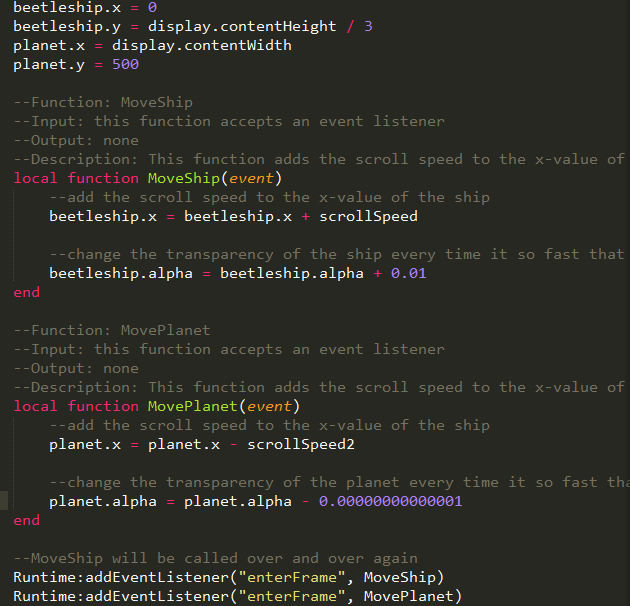 beetleship.x = 0
beetleship.y = display.contentHeight / 3
planet.x = display.contentWidth
planet.y = 500
--Function: MoveShip
--Input: this function accepts an event listener
--Output: none
--Description: This function adds the scroll speed to the x-value of
local function MoveShip(event)
--add the scroll speed to the x-value of the ship
beetleship.x = beetleship.x + scrollSpeed
--change the transparency of the ship every time it so fast that
beetleship.alpha = beetleship.alpha + 0.01
end
--Function: MovePlanet
--Input: this function accepts an event listener
--Output: none
--Description: This function adds the scroll speed to the x-value of
local function MovePlanet(event)
--add the scroll speed to the x-value of the ship
planet.x = planet.x - scrollSpeed2
--change the transparency of the planet every time it so fast tha
planet.alpha = planet.alpha - 0.00000000000001
end
--MoveShip will be called over and over again
Runtime:addEventListener("enterFrame", MoveShip)
Runtime:addEventListener("enterFrame", MovePlanet)